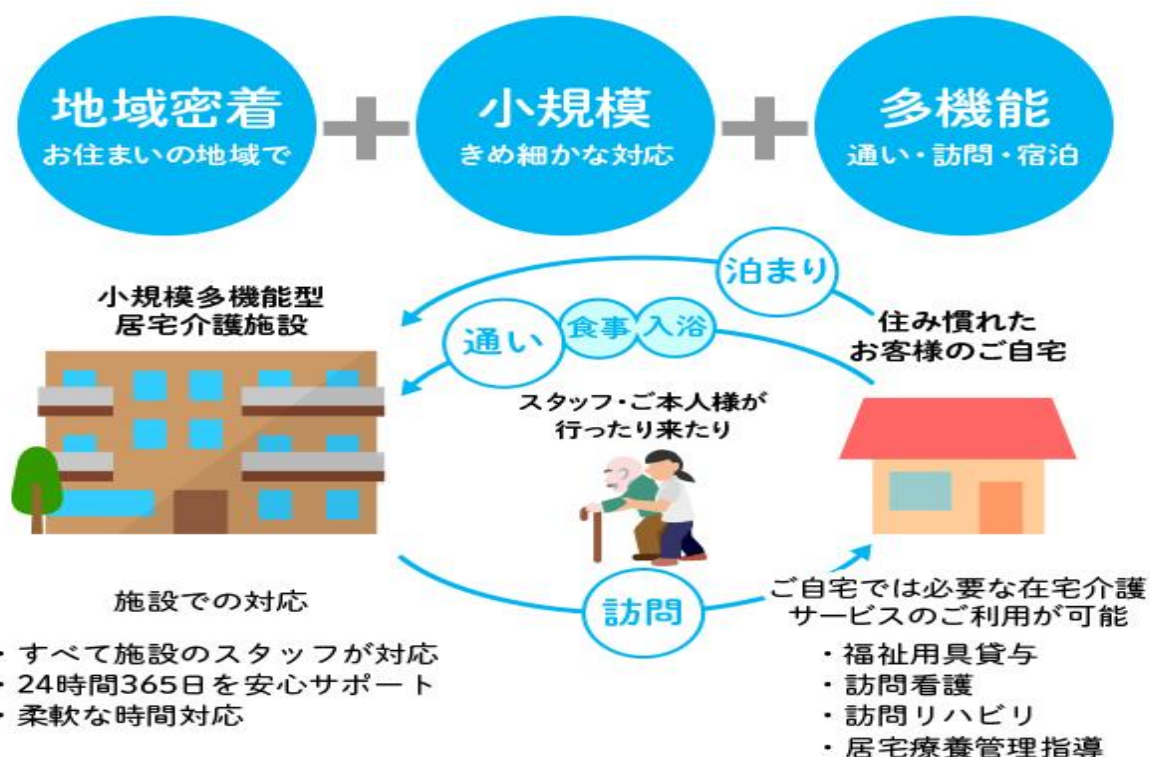 地域密着
お住まいの地域で
小規模
きめ細かな対応
多機能
通い・訪問・宿泊
泊まり
小規模多機能型
居宅介護施設
通い
食事
入浴
住み慣れた
お客様のご自宅
スタッフ・ご本人様が
行ったり来たり
訪問
施設での対応
・すべて施設のスタッフが対応
・24時間365日を安心サポート
・柔軟な時間対応
ご自宅では必要な在宅介護
サービスのご利用が可能
・福祉用具貸与
・訪問看護
・訪問リハビリ
・居宅療養管理指導